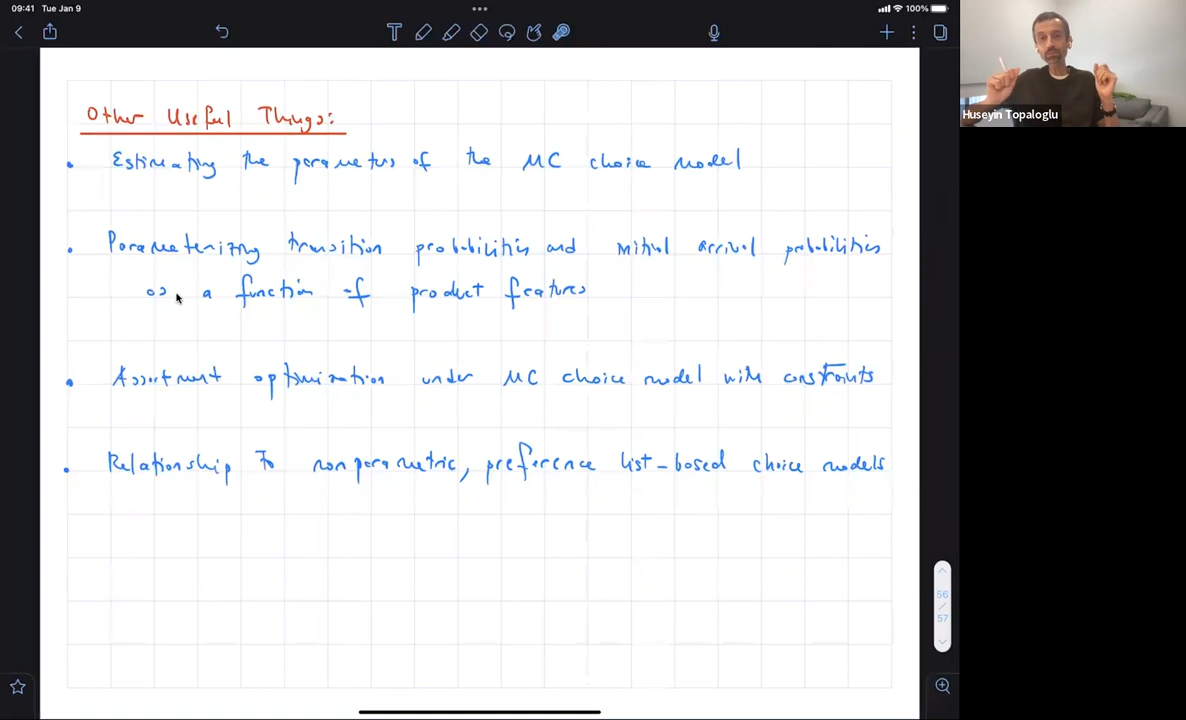 09:41 Tue Jan 9
100%
Huseyin Topaloglu
Other Useful Things:
• Estimating the parameters of the MC choice model
• Parameterizing transition probabilities and initial arrival probabilities
as a function of product features
• Assortment optimization under MC choice model with constraints
• Relationship to nonparametric, preference list-based choice models
56
/
57